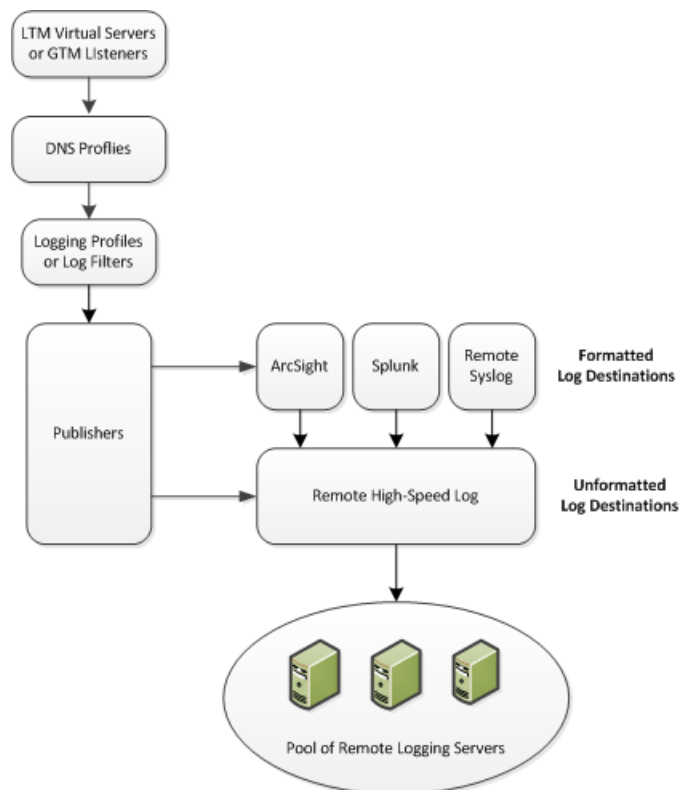 LTM Virtual Servers
or GTM Listeners
DNS Proflies
Logging Profiles
or Log Filters
Publishers
ArcSight
Splunk
Remote
Syslog
Formatted
Log Destinations
Remote High-Speed Log
Unformatted
Log Destinations
Pool of Remote Logging Servers